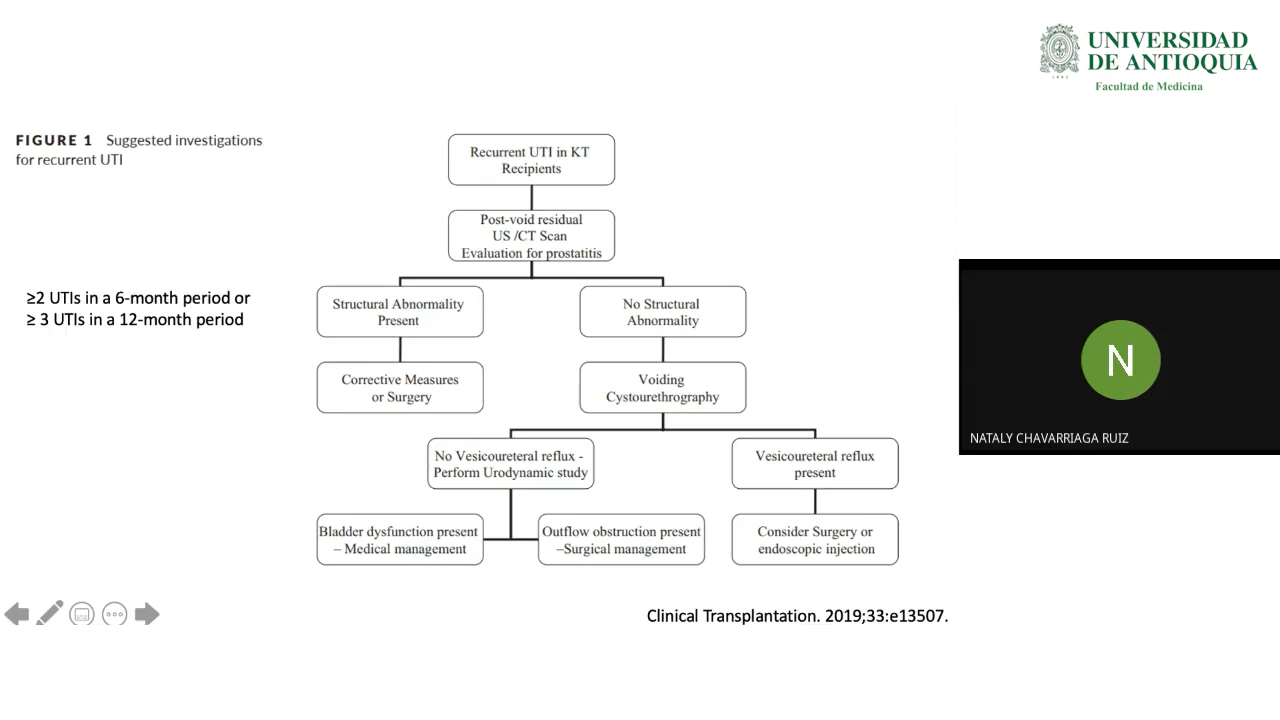 UNIVERSIDAD
DE ANTIOQUIA
1803
Facultad de Medicina
FIGURE 1 Suggested investigations
for recurrent UTI
≥2 UTIs in a 6-month period or
≥ 3 UTIs in a 12-month period
Recurrent UTI in KT
Recipients
Post-void residual
US /CT Scan
Evaluation for prostatitis
Structural Abnormality
Present
No Structural
Abnormality
Corrective Measures
or Surgery
Voiding
Cystourethrography
No Vesicoureteral reflux -
Perform Urodynamic study
Vesicoureteral reflux
present
Bladder dysfunction present
– Medical management
Outflow obstruction present
–Surgical management
Consider Surgery or
endoscopic injection
Clinical Transplantation. 2019;33:e13507.
N
NATALY CHAVARRIAGA RUIZ